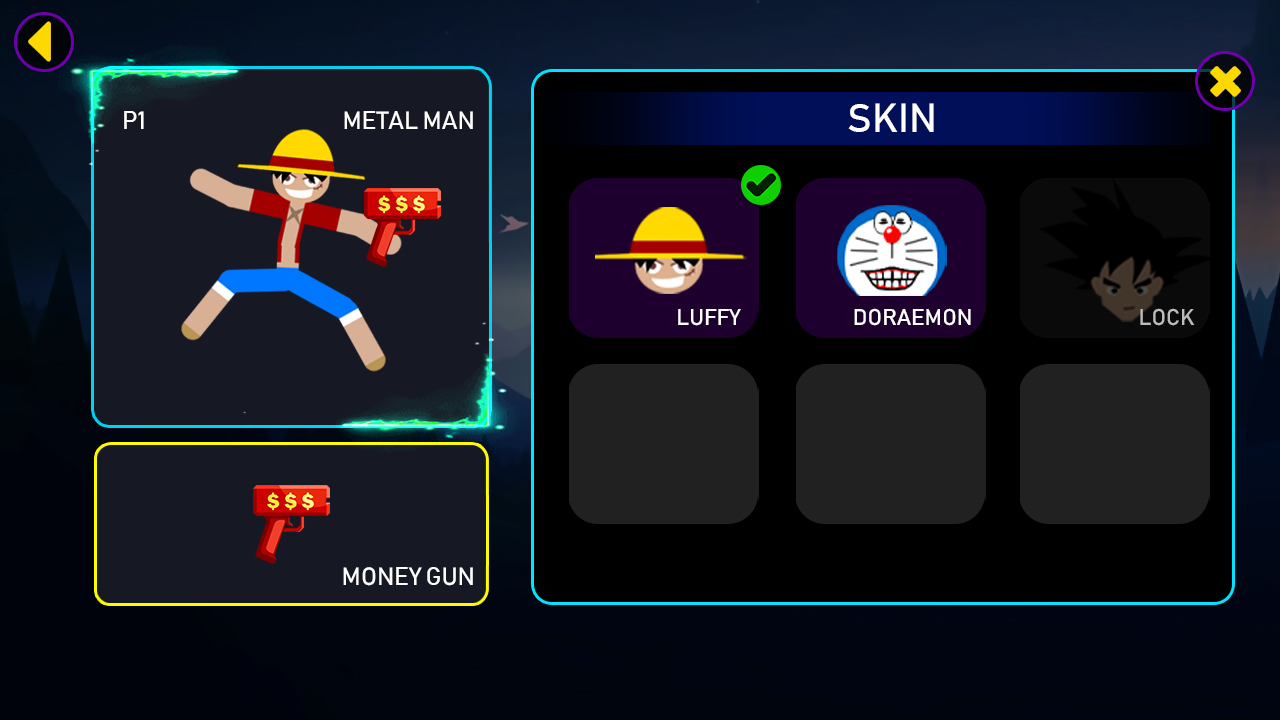 P1
METAL MAN
$$$
$$$
MONEY GUN
SKIN
LUFFY
DORAEMON
LOCK